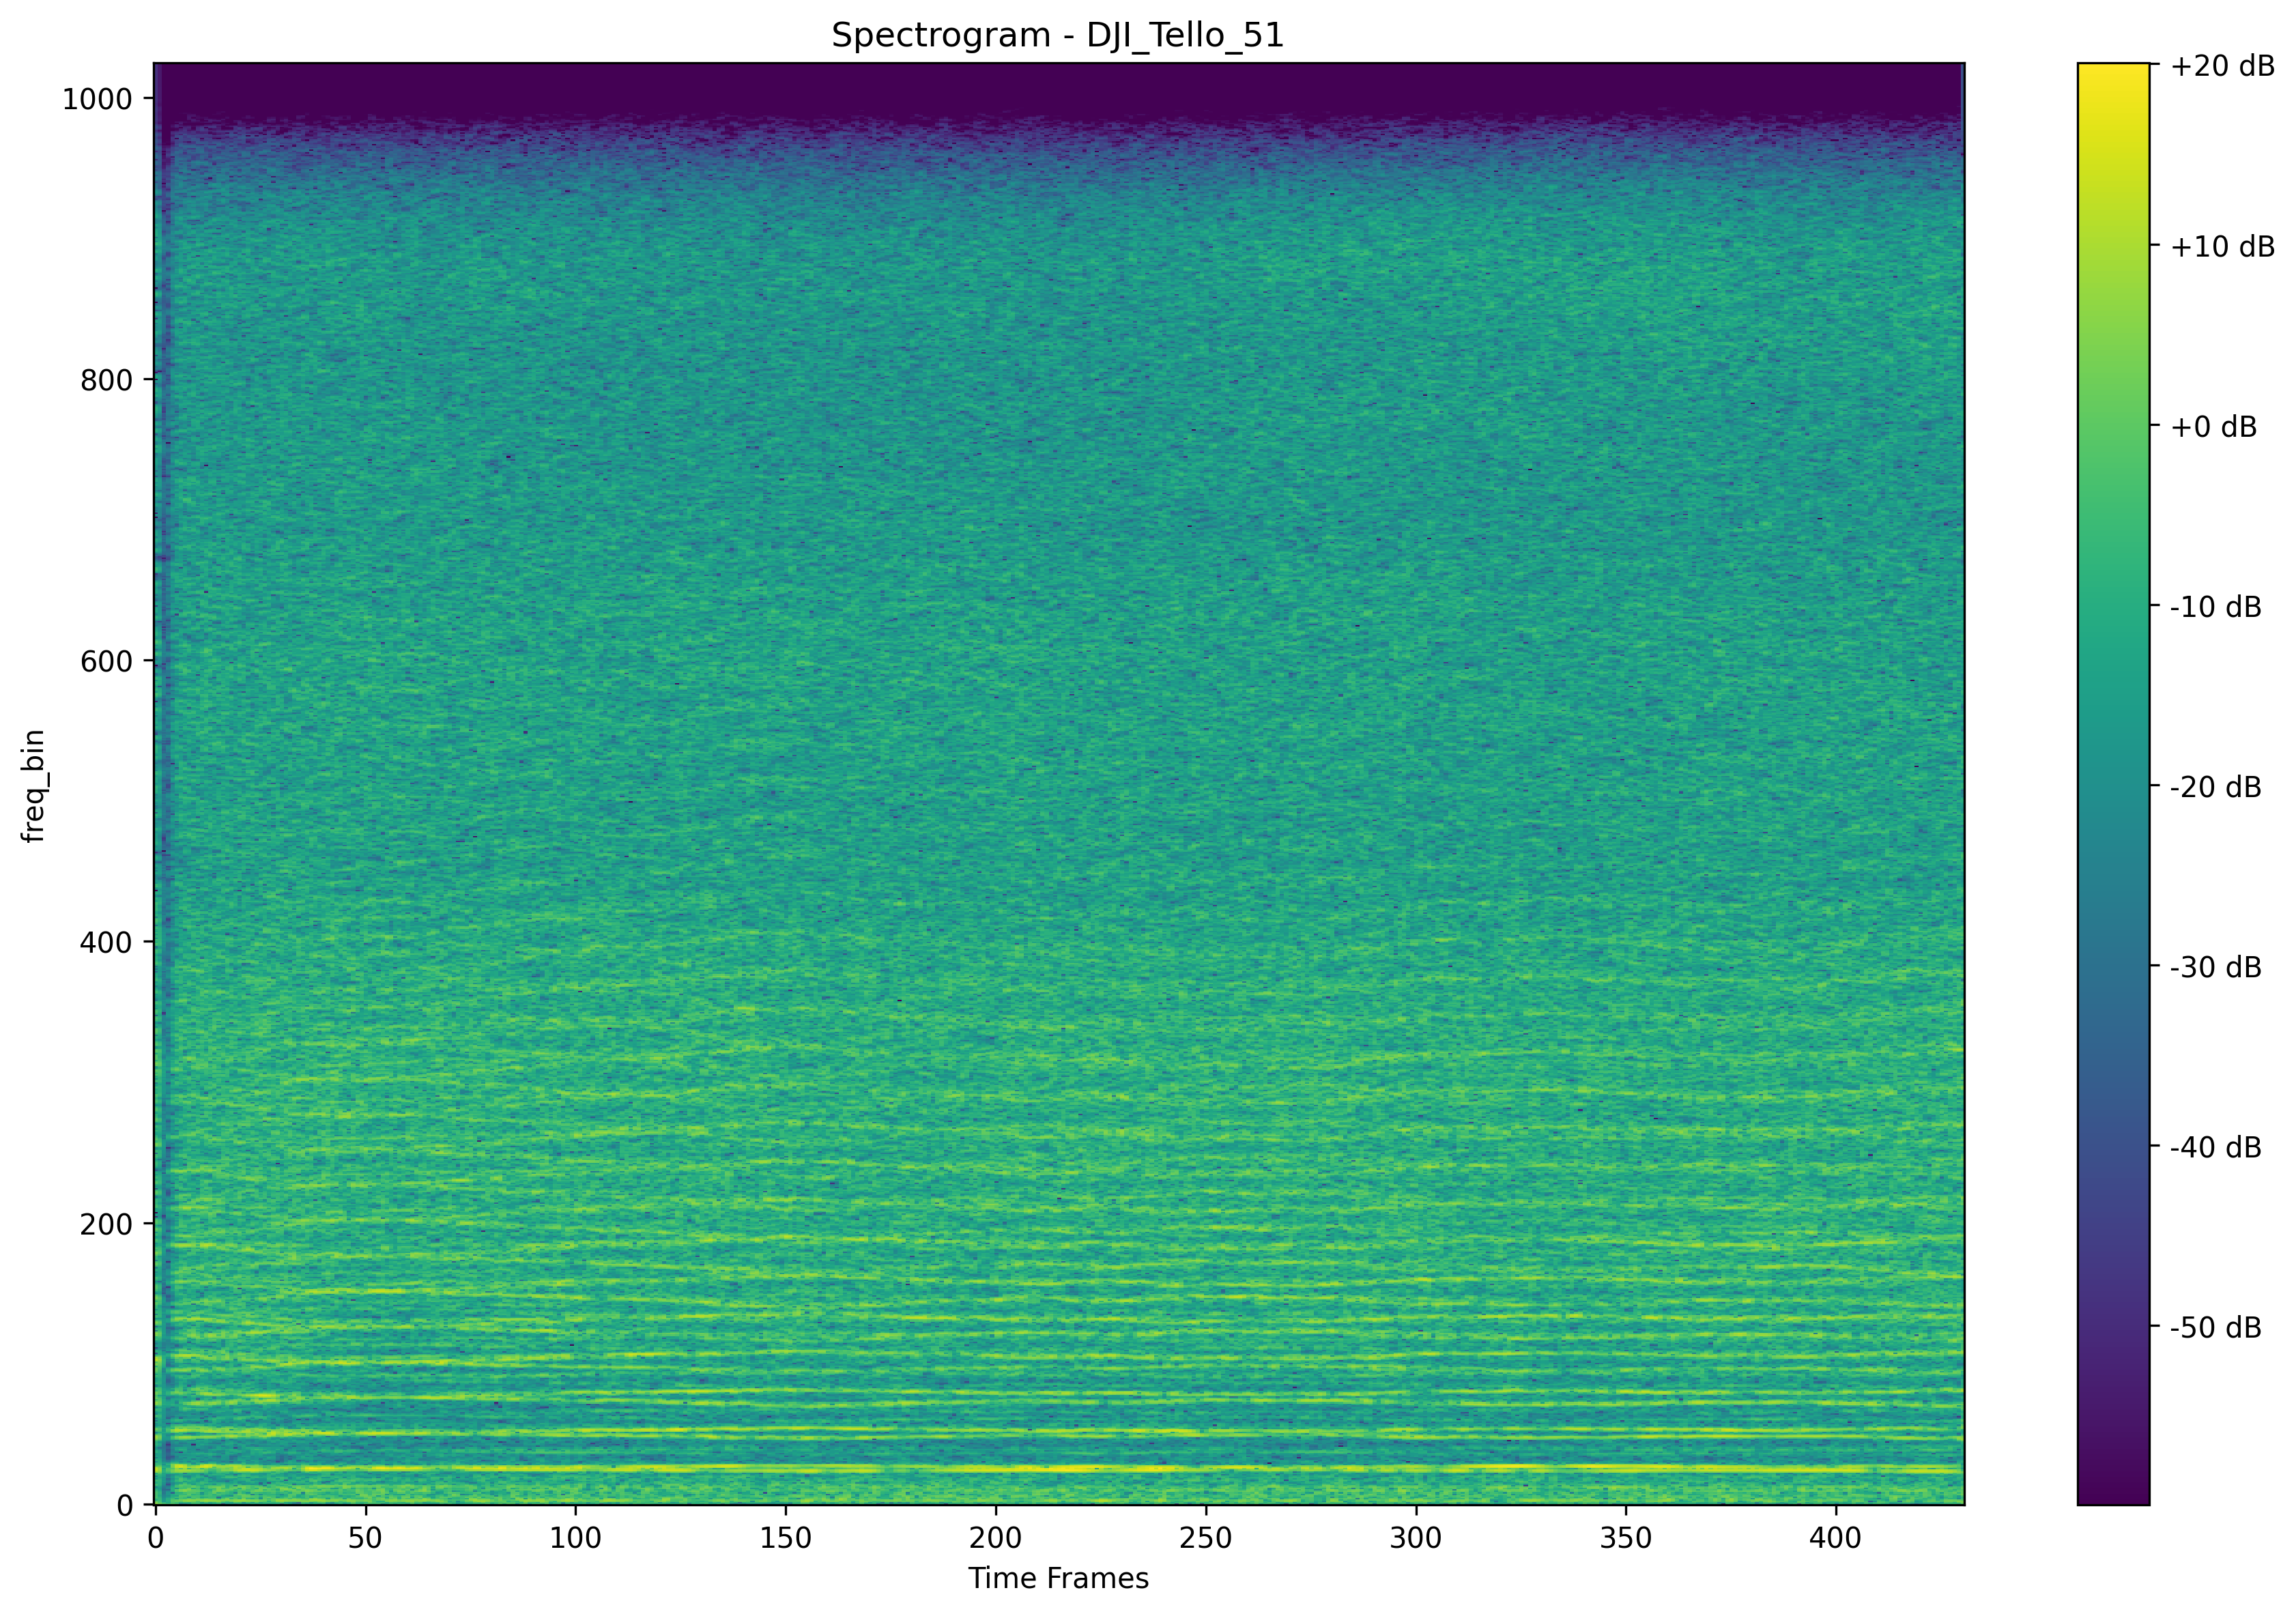 Spectrogram - DJI_Tello_51
1000
800
600
400
200
0
freq_bin
0 50 100 150 200 250 300 350 400
Time Frames
+20 dB
+10 dB
+0 dB
-10 dB
-20 dB
-30 dB
-40 dB
-50 dB